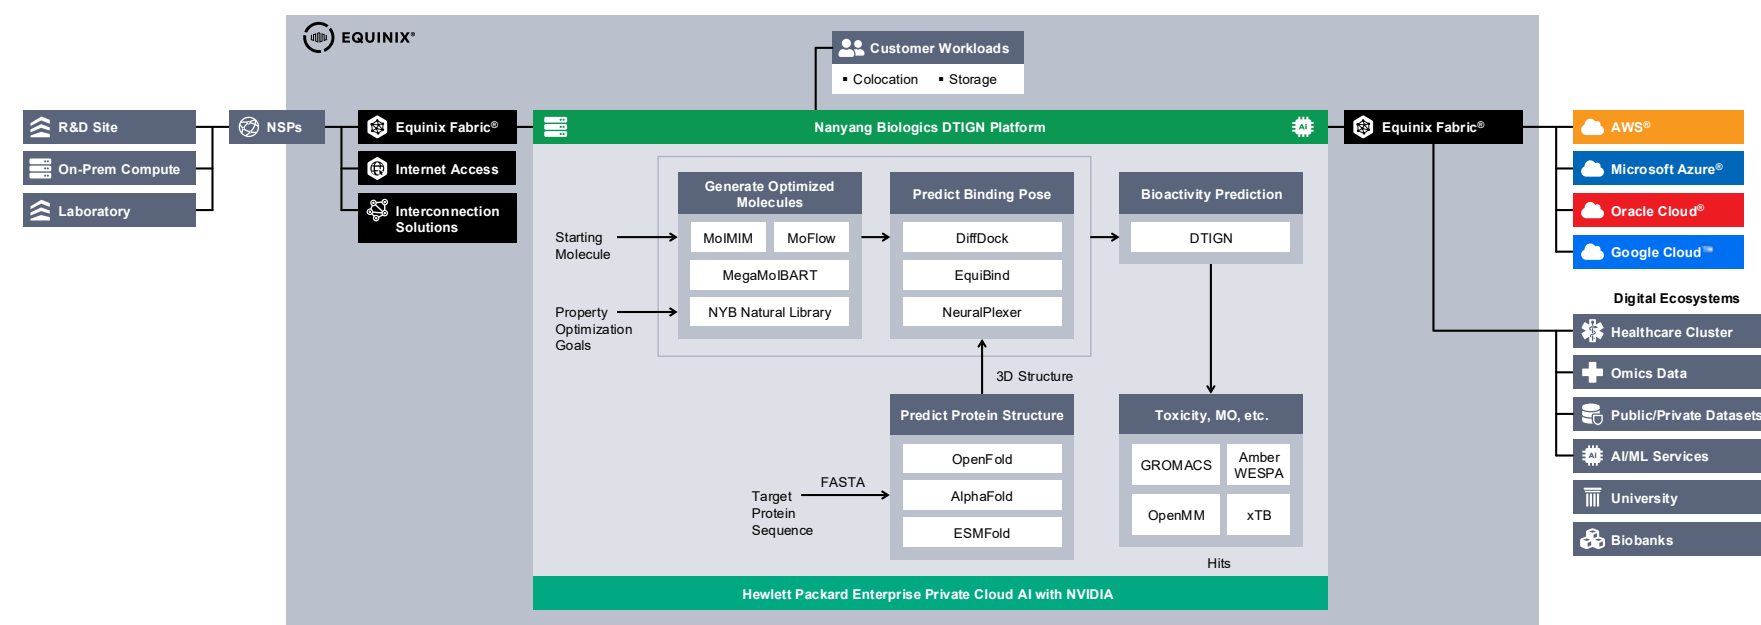 EQUINIX®
Customer Workloads
▪ Colocation ▪ Storage
R&D Site
On-Prem Compute
Laboratory
NSPs
Equinix Fabric®
Internet Access
Interconnection
Solutions
Nanyang Biologics DTIGN Platform
AI
Equinix Fabric®
AWS®
Microsoft Azure®
Oracle Cloud®
Google Cloud™
Generate Optimized
Molecules
MolMIM
MoFlow
MegaMolBART
NYB Natural Library
Starting
Molecule
Property
Optimization
Goals
Predict Binding Pose
DiffDock
EquiBind
NeuralPlexer
Bioactivity Prediction
DTIGN
3D Structure
Predict Protein Structure
OpenFold
AlphaFold
ESMFold
FASTA
Target
Protein
Sequence
Toxicity, MO, etc.
GROMACS
Amber
WESPA
OpenMM
xTB
Hits
Hewlett Packard Enterprise Private Cloud AI with NVIDIA
Digital Ecosystems
Healthcare Cluster
Omics Data
Public/Private Datasets
AI
AI/ML Services
University
Biobanks